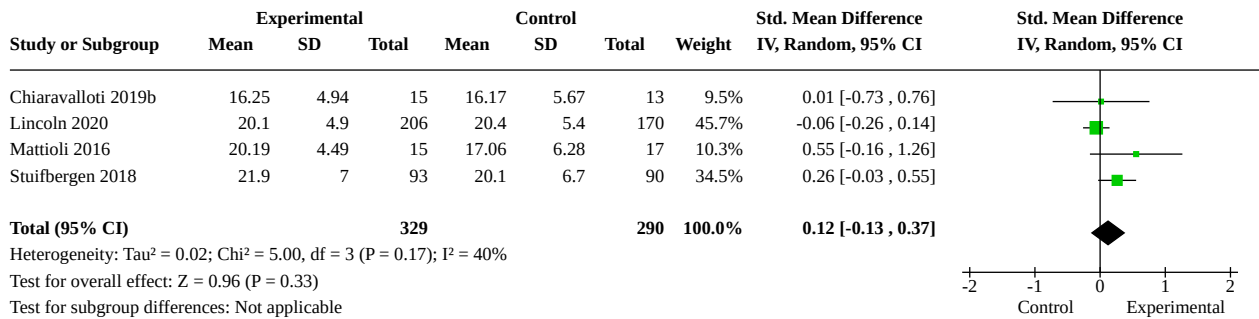 Experimental Control Std. Mean Difference Std. Mean Difference
Study or Subgroup Mean SD Total Mean SD Total Weight IV, Random, 95% CI IV, Random, 95% CI
Chiaravalloti 2019b 16.25 4.94 15 16.17 5.67 13 9.5% 0.01 [-0.73 , 0.76]
Lincoln 2020 20.1 4.9 206 20.4 5.4 170 45.7% -0.06 [-0.26 , 0.14]
Mattioli 2016 20.19 4.49 15 17.06 6.28 17 10.3% 0.55 [-0.16 , 1.26]
Stuifbergen 2018 21.9 7 93 20.1 6.7 90 34.5% 0.26 [-0.03 , 0.55]
Total (95% CI) 329 290 100.0% 0.12 [-0.13 , 0.37]
Heterogeneity: Tau² = 0.02; Chi² = 5.00, df = 3 (P = 0.17); I² = 40%
Test for overall effect: Z = 0.96 (P = 0.33)
Test for subgroup differences: Not applicable
-2 -1 0 1 2
Control Experimental